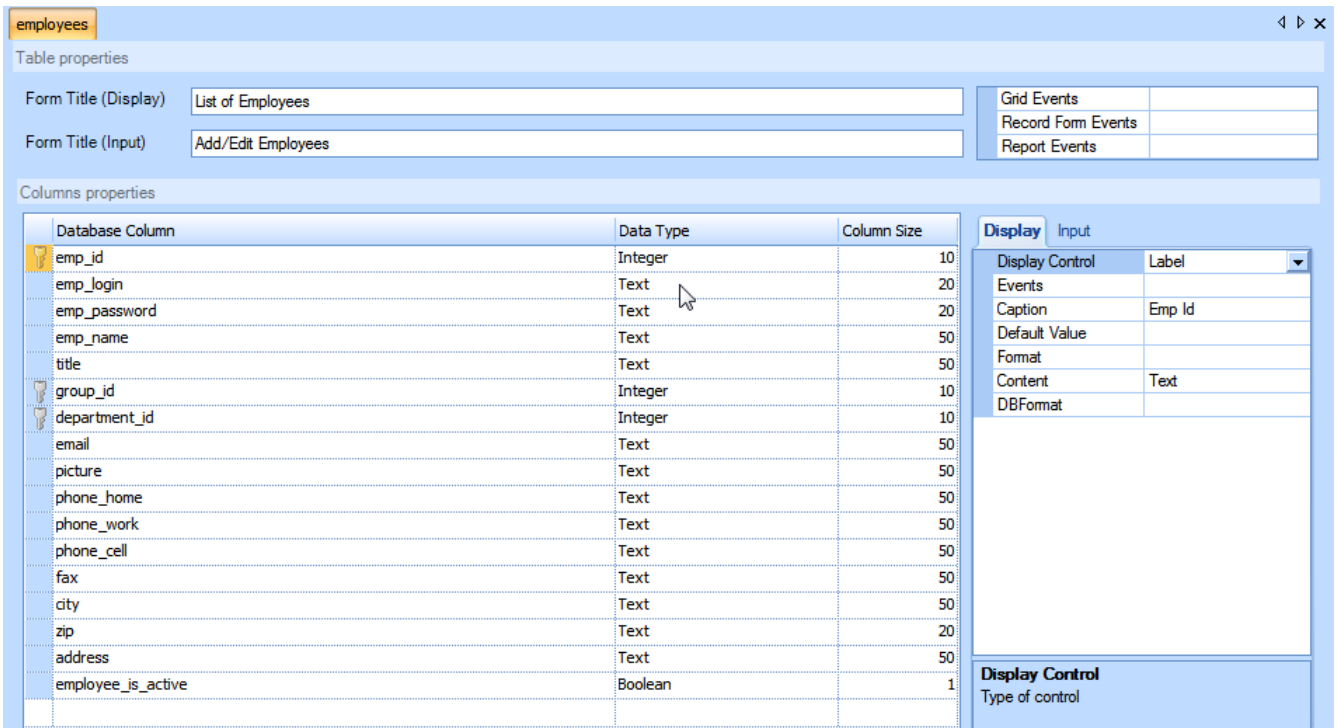 employees
Table properties
Form Title (Display) List of Employees
Form Title (Input) Add/Edit Employees
Grid Events
Record Form Events
Report Events
Columns properties
Database Column Data Type Column Size
emp_id Integer 10
emp_login Text 20
emp_password Text 20
emp_name Text 50
title Text 50
group_id Integer 10
department_id Integer 10
email Text 50
picture Text 50
phone_home Text 50
phone_work Text 50
phone_cell Text 50
fax Text 50
city Text 50
zip Text 20
address Text 50
employee_is_active Boolean 1
Display Input
Display Control Label
Events
Caption Emp Id
Default Value
Format
Content Text
DBFormat
Display Control
Type of control